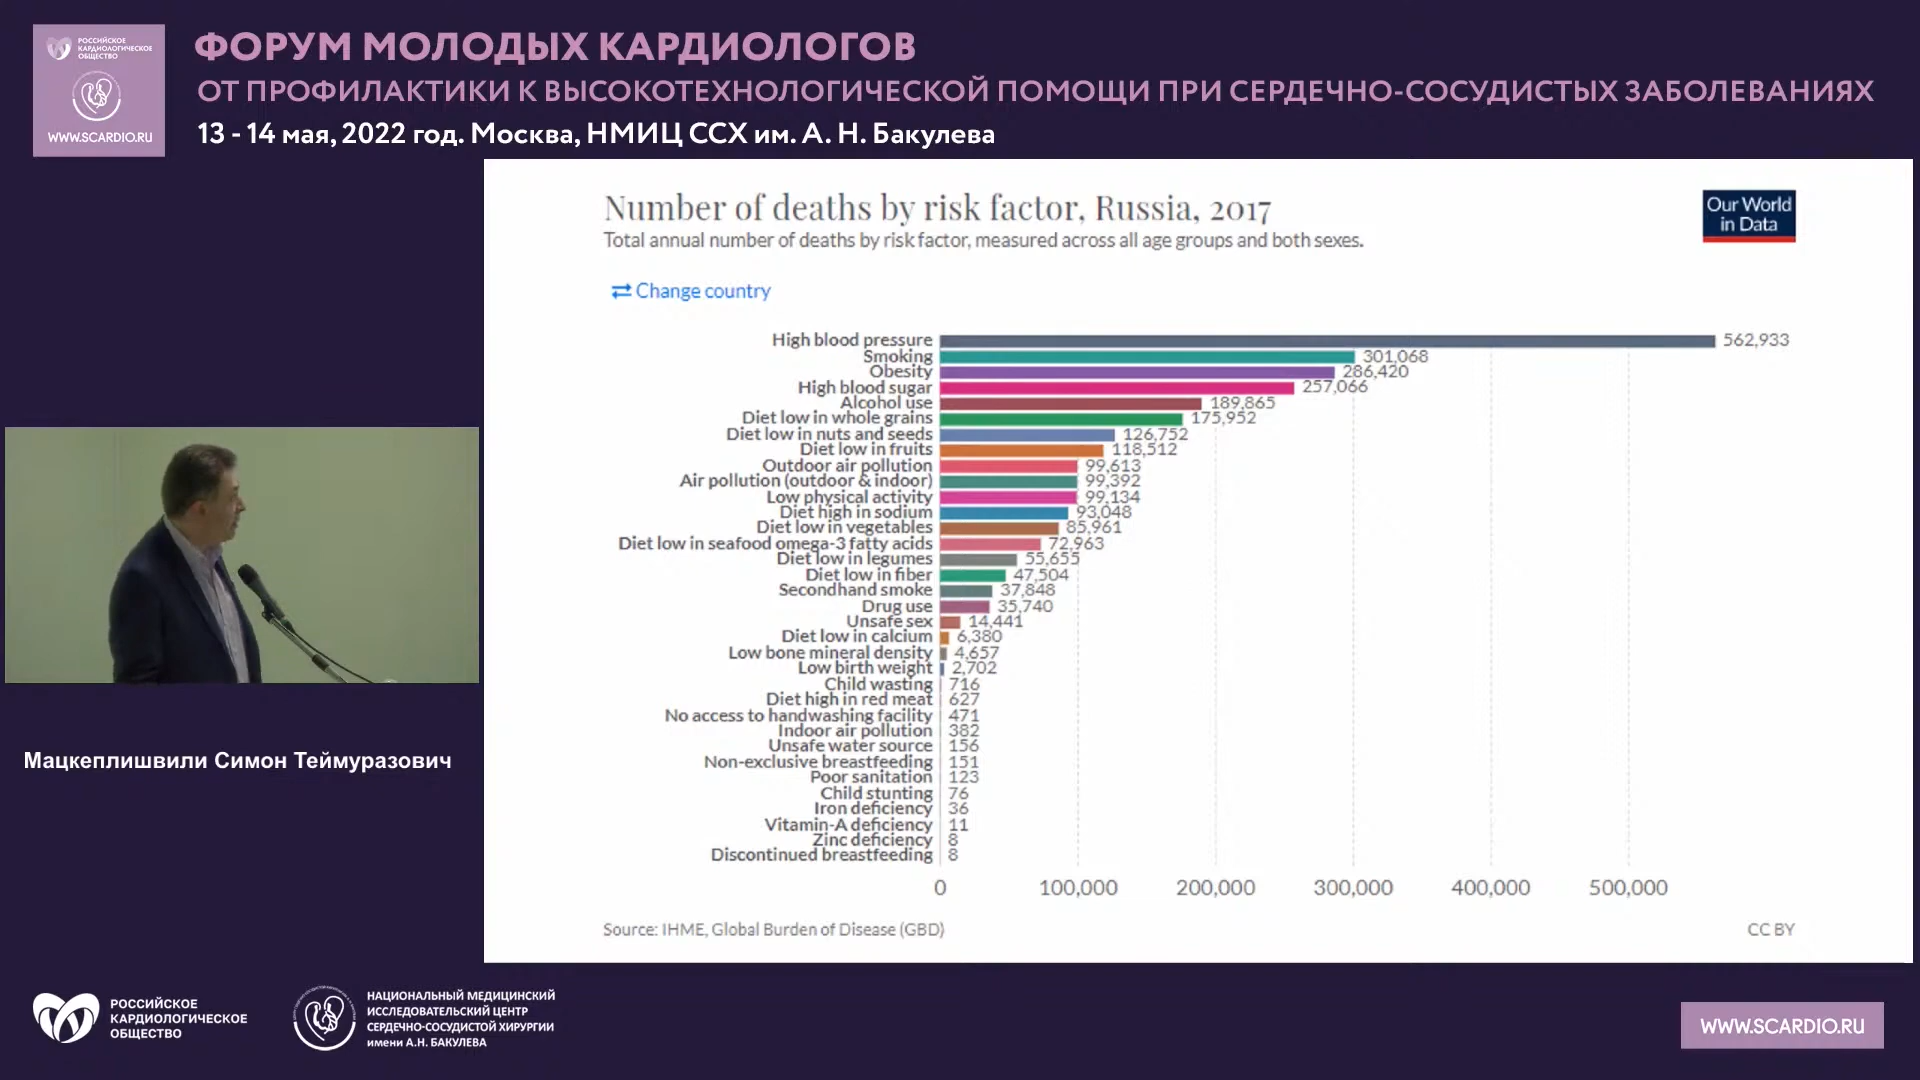 РОССИЙСКОЕ
КАРДИОЛОГИЧЕСКОЕ
ОБЩЕСТВО
WWW.SCARDIO.RU
ФОРУМ МОЛОДЫХ КАРДИОЛОГОВ
ОТ ПРОФИЛАКТИКИ К ВЫСОКОТЕХНОЛОГИЧЕСКОЙ ПОМОЩИ ПРИ СЕРДЕЧНО-СОСУДИСТЫХ ЗАБОЛЕВАНИЯХ
13 - 14 мая, 2022 год. Москва, НМИЦ ССХ им. А. Н. Бакулева
Number of deaths by risk factor, Russia, 2017
Total annual number of deaths by risk factor, measured across all age groups and both sexes.
Our World
in Data
Change country
High blood pressure 562,933
Smoking 301,068
Obesity 286,420
High blood sugar 257,066
Alcohol use 189,865
Diet low in whole grains 175,952
Diet low in nuts and seeds 126,752
Diet low in fruits 118,512
Outdoor air pollution 99,613
Air pollution (outdoor & indoor) 99,392
Low physical activity 99,134
Diet high in sodium 93,048
Diet low in vegetables 85,961
Diet low in seafood omega-3 fatty acids 72,963
Diet low in legumes 55,655
Diet low in fiber 47,504
Secondhand smoke 37,848
Drug use 35,740
Unsafe sex 14,441
Diet low in calcium 6,380
Low bone mineral density 4,657
Low birth weight 2,702
Child wasting 716
Diet high in red meat 627
No access to handwashing facility 471
Indoor air pollution 382
Unsafe water source 156
Non-exclusive breastfeeding 151
Poor sanitation 123
Child stunting 76
Iron deficiency 36
Vitamin-A deficiency 11
Zinc deficiency 8
Discontinued breastfeeding 8
0 100,000 200,000 300,000 400,000 500,000
Source: IHME, Global Burden of Disease (GBD)
CC BY
Мацкеплишвили Симон Теймуразович
РОССИЙСКОЕ
КАРДИОЛОГИЧЕСКОЕ
ОБЩЕСТВО
НАЦИОНАЛЬНЫЙ МЕДИЦИНСКИЙ
ИССЛЕДОВАТЕЛЬСКИЙ ЦЕНТР
СЕРДЕЧНО-СОСУДИСТОЙ ХИРУРГИИ
имени А.Н. БАКУЛЕВА
WWW.SCARDIO.RU